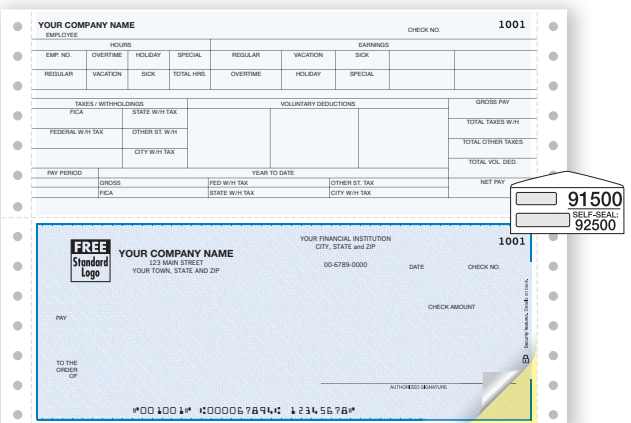 YOUR COMPANY NAME
EMPLOYEE
CHECK NO.
1001
HOURS EARNINGS
EMP. NO. OVERTIME HOLIDAY SPECIAL REGULAR VACATION SICK
REGULAR VACATION SICK TOTAL HRS. OVERTIME HOLIDAY SPECIAL
TAXES / WITHHOLDINGS VOLUNTARY DEDUCTIONS GROSS PAY
FICA STATE W/H TAX
TOTAL TAXES W/H
FEDERAL W/H TAX OTHER ST. W/H
TOTAL OTHER TAXES
CITY W/H TAX
TOTAL VOL. DED.
PAY PERIOD YEAR TO DATE
GROSS FED W/H TAX OTHER ST. TAX NET PAY
FICA STATE W/H TAX CITY W/H TAX
91500
SELF-SEAL:
92500
FREE
Standard
Logo
YOUR COMPANY NAME
123 MAIN STREET
YOUR TOWN, STATE AND ZIP
YOUR FINANCIAL INSTITUTION
CITY, STATE and ZIP
00-6789-0000
1001
DATE CHECK NO.
CHECK AMOUNT
PAY
TO THE
ORDER
OF
Security features. Details on back.
AUTHORIZED SIGNATURE
⑈001001⑈ ⑆000067894⑆ 12345678⑈